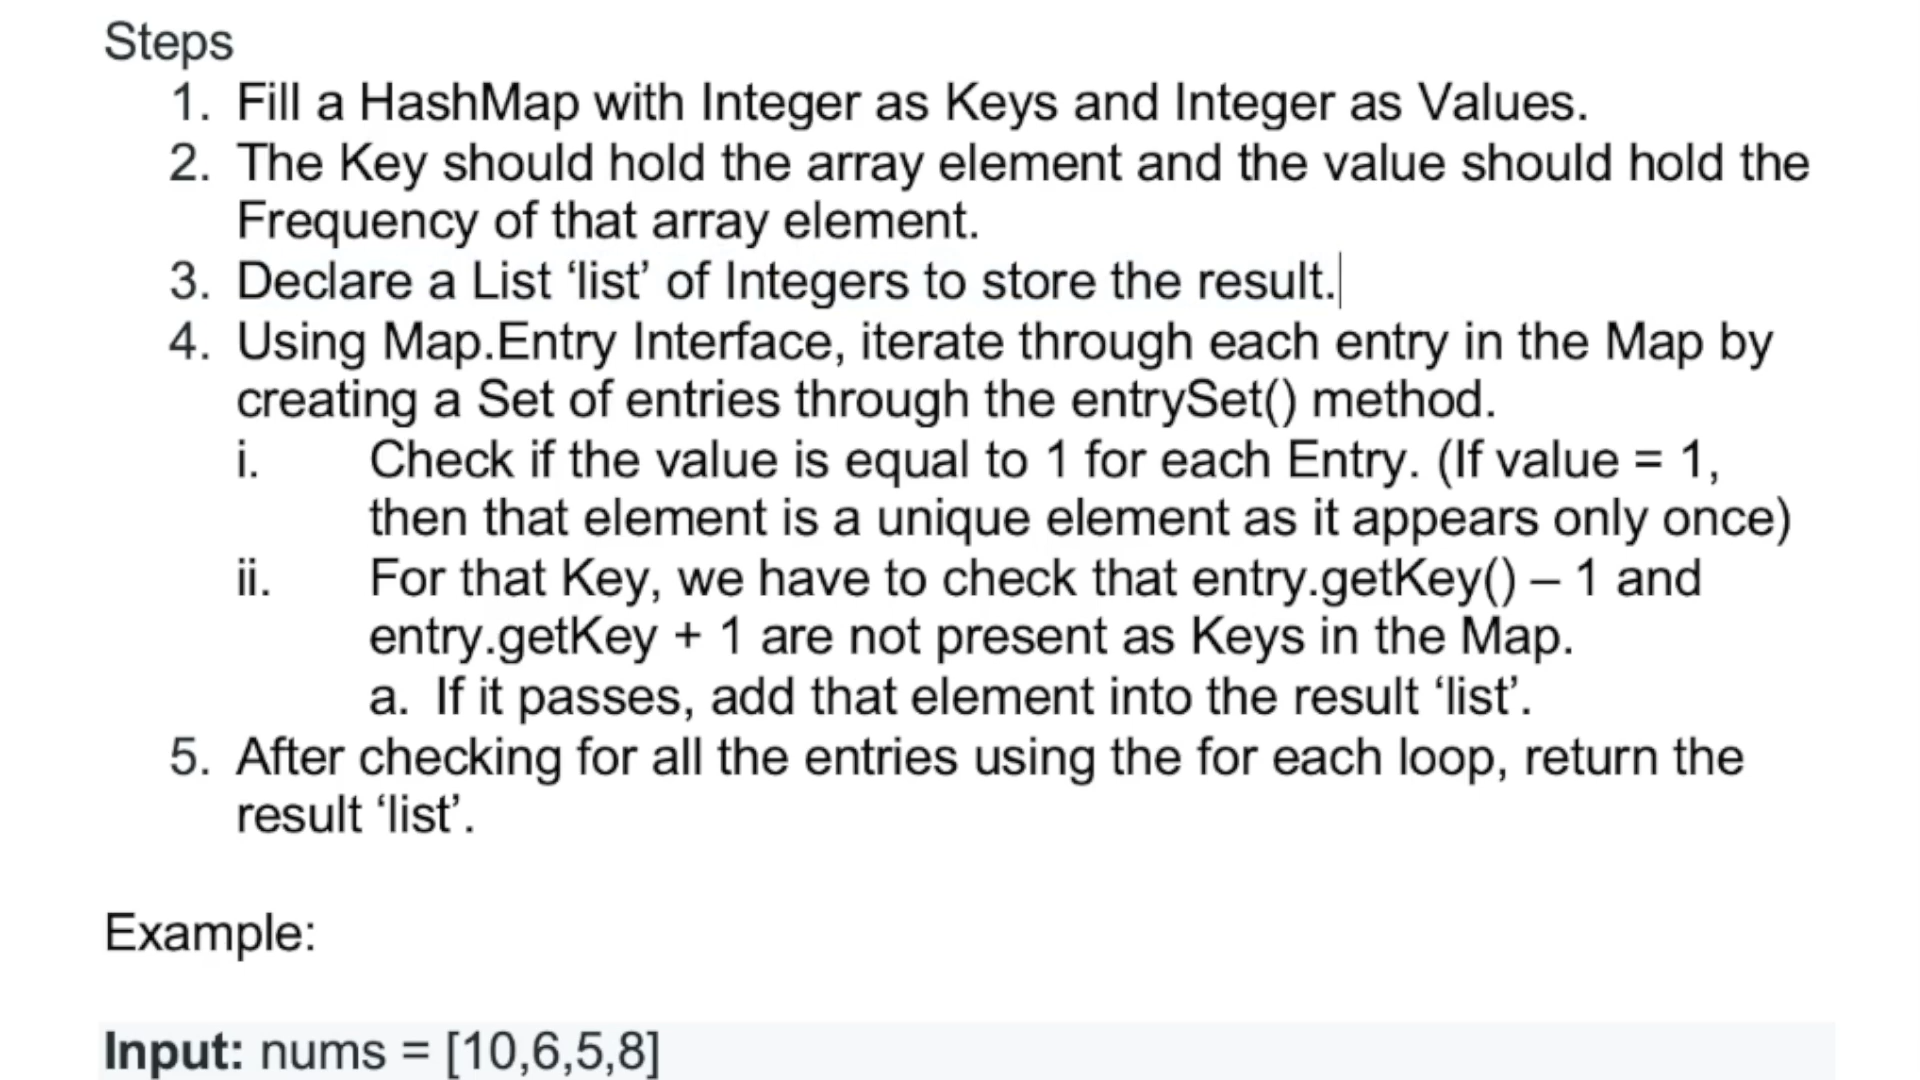 Steps
1. Fill a HashMap with Integer as Keys and Integer as Values.
2. The Key should hold the array element and the value should hold the
Frequency of that array element.
3. Declare a List ‘list’ of Integers to store the result.
4. Using Map.Entry Interface, iterate through each entry in the Map by
creating a Set of entries through the entrySet() method.
i. Check if the value is equal to 1 for each Entry. (If value = 1,
then that element is a unique element as it appears only once)
ii. For that Key, we have to check that entry.getKey() – 1 and
entry.getKey + 1 are not present as Keys in the Map.
a. If it passes, add that element into the result ‘list’.
5. After checking for all the entries using the for each loop, return the
result ‘list’.
Example:
Input: nums = [10,6,5,8]